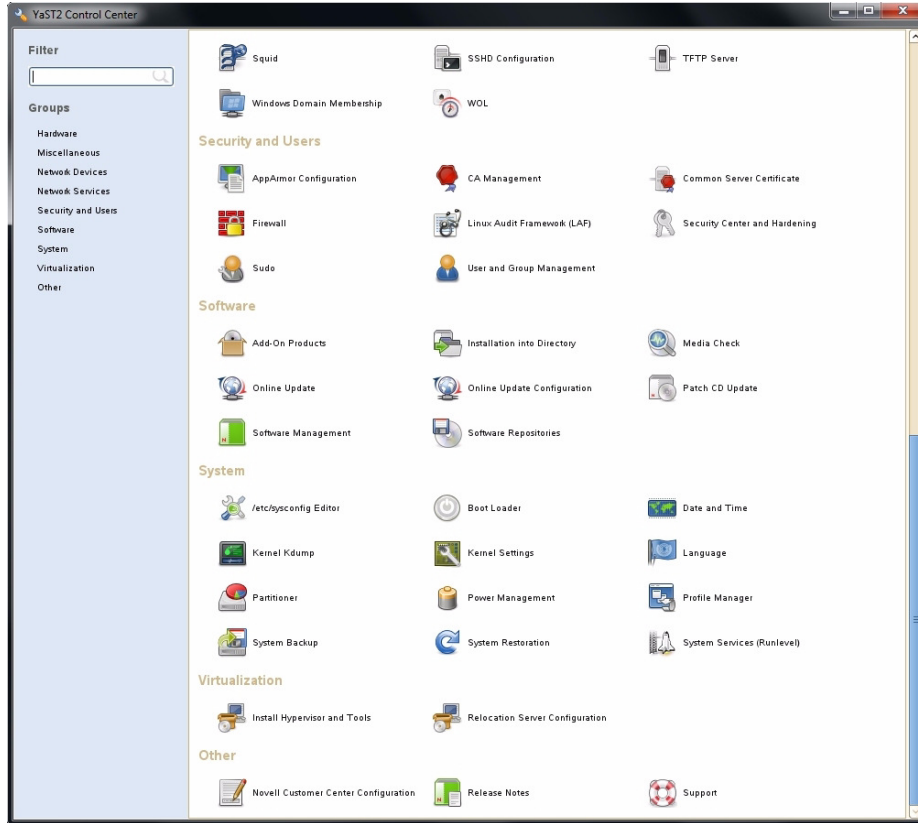 YaST2 Control Center
Filter
Groups
Hardware
Miscellaneous
Network Devices
Network Services
Security and Users
Software
System
Virtualization
Other
Squid
SSHD Configuration
TFTP Server
Windows Domain Membership
WOL
Security and Users
AppArmor Configuration
CA Management
Common Server Certificate
Firewall
Linux Audit Framework (LAF)
Security Center and Hardening
Sudo
User and Group Management
Software
Add-On Products
Installation into Directory
Media Check
Online Update
Online Update Configuration
Patch CD Update
Software Management
Software Repositories
System
/etc/sysconfig Editor
Boot Loader
Date and Time
Kernel Kdump
Kernel Settings
Language
Partitioner
Power Management
Profile Manager
System Backup
System Restoration
System Services (Runlevel)
Virtualization
Install Hypervisor and Tools
Relocation Server Configuration
Other
Novell Customer Center Configuration
Release Notes
Support